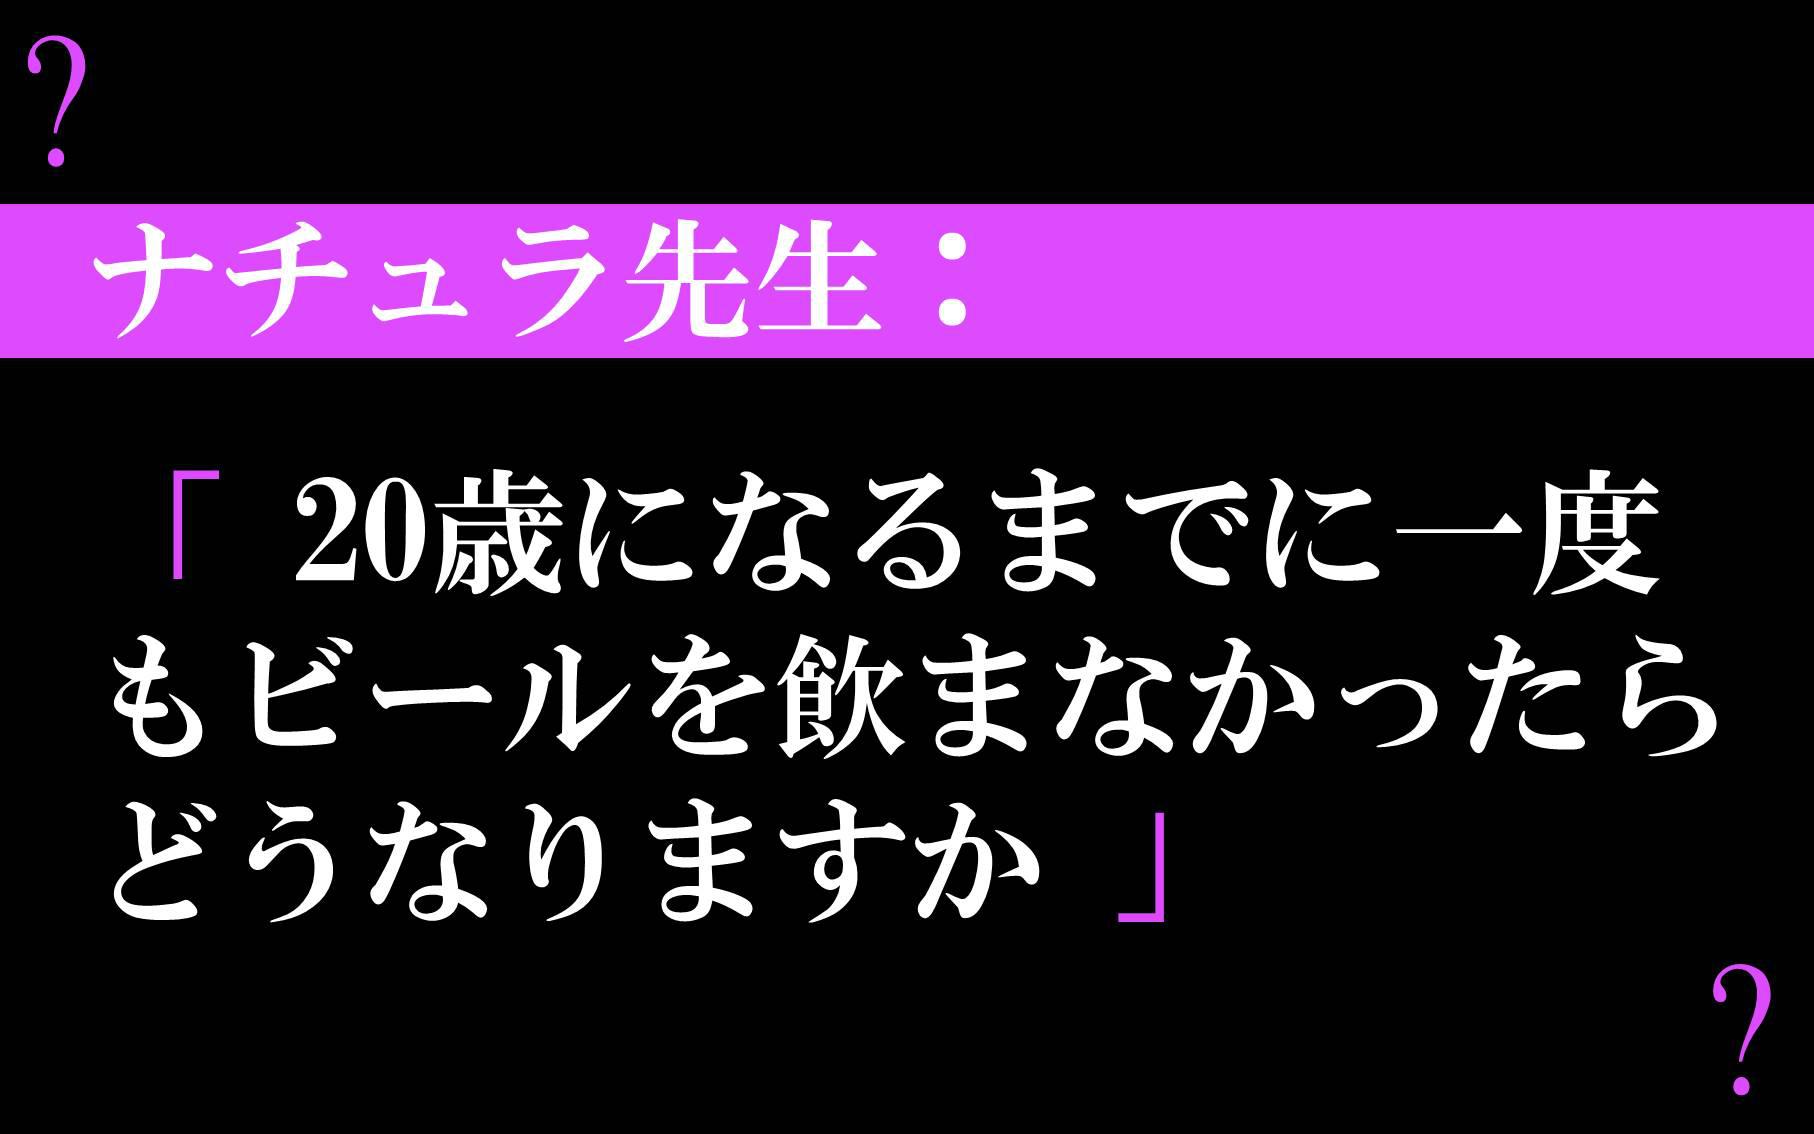 ?
ナチュラ先生：
「 20歳になるまでに一度
もビールを飲まなかったら
どうなりますか 」
?